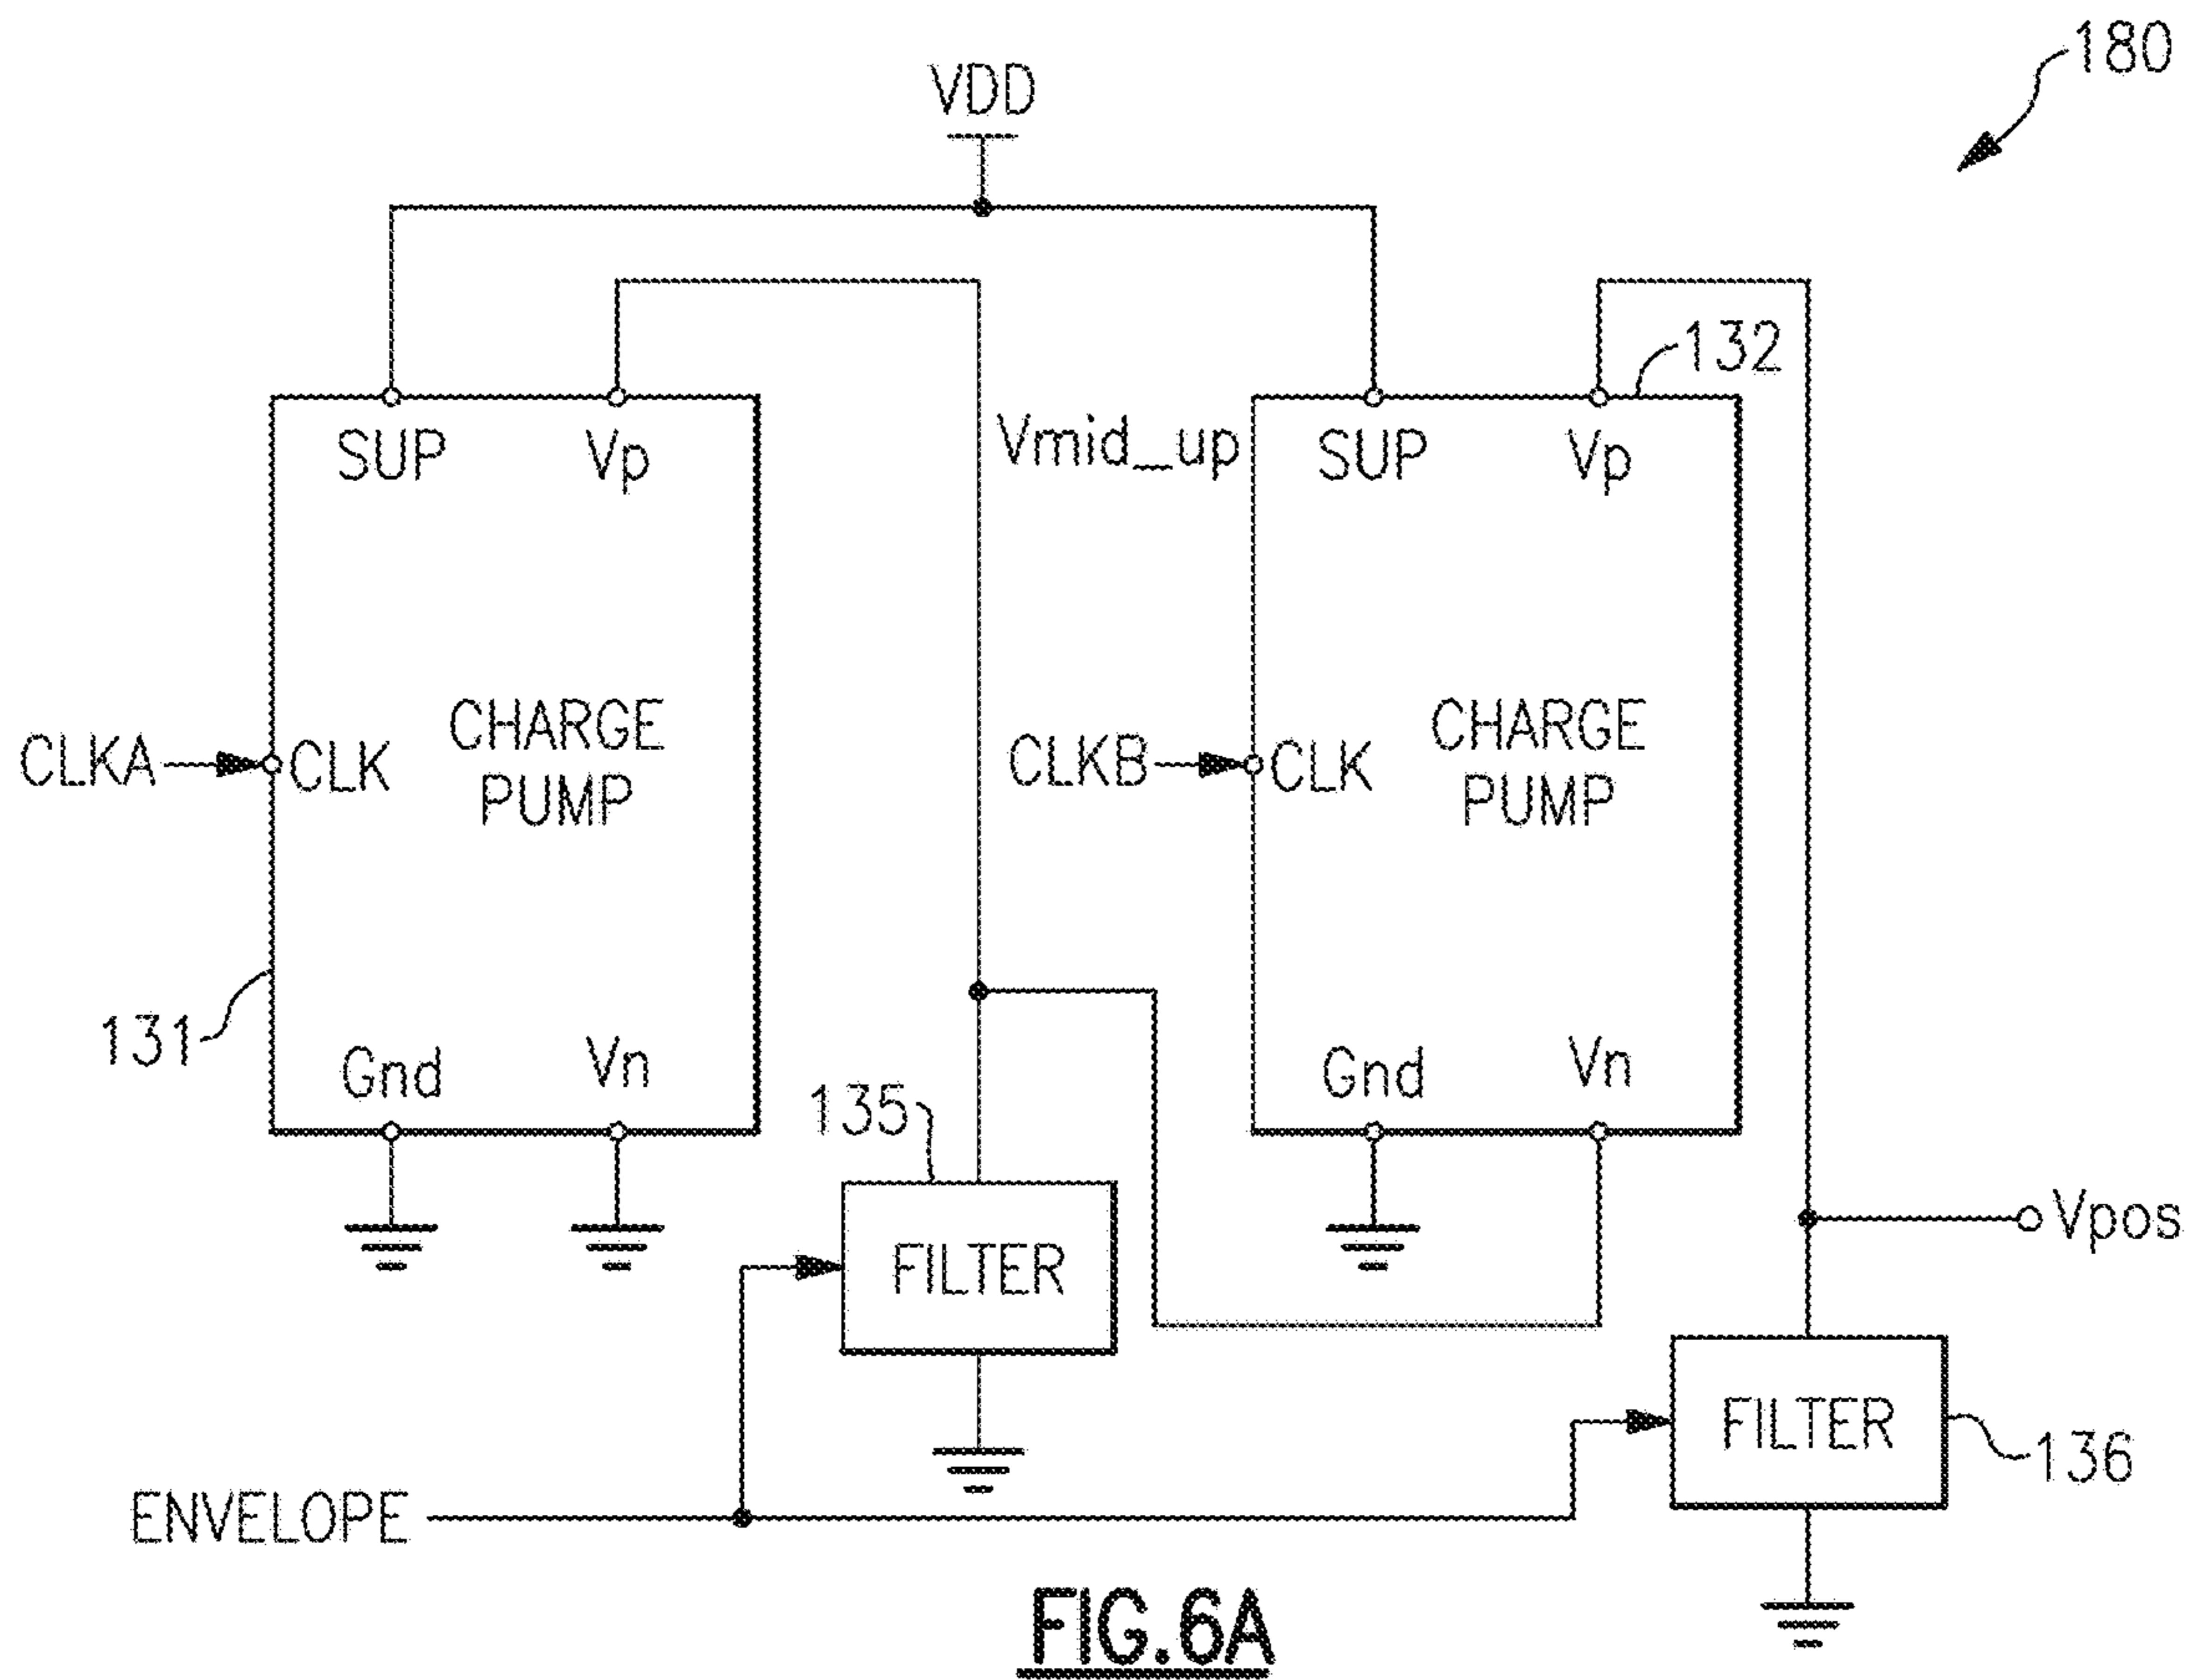 180
VDD
132
SUP
Vp
Vmid_up
SUP
Vp
CLKA
CLK
CHARGE
PUMP
CLKB
CLK
CHARGE
PUMP
131
Gnd
Vn
135
Gnd
Vn
FILTER
Vpos
FILTER
136
ENVELOPE
FIG.6A